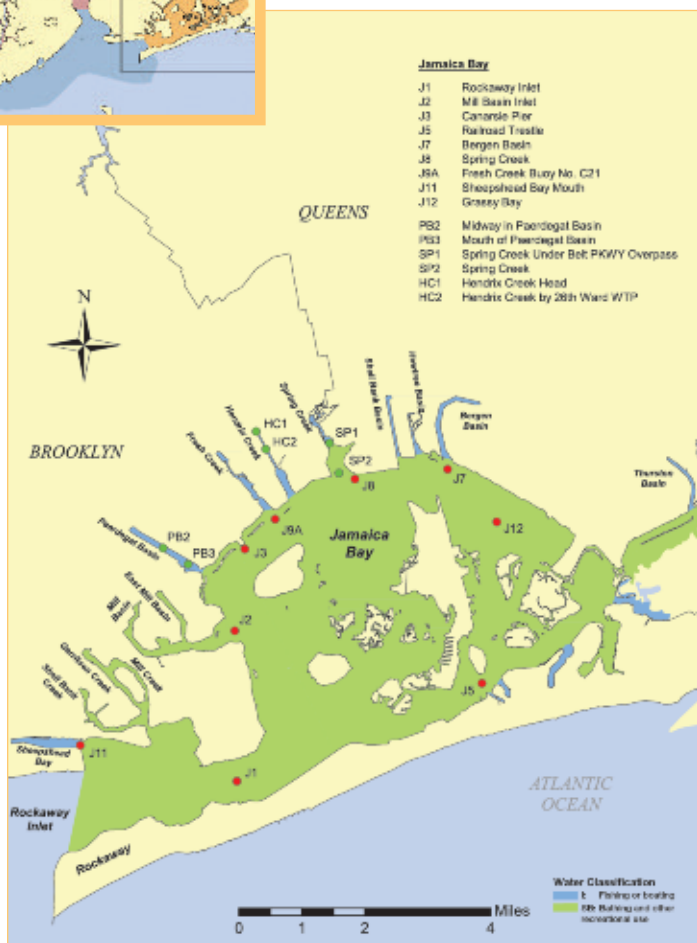 Jamaica Bay
J1 Rockaway Inlet
J2 Mill Basin Inlet
J3 Canarsie Pier
J5 Railroad Trestle
J7 Bergen Basin
J8 Spring Creek
J9A Fresh Creek Buoy No. C21
J11 Sheepshead Bay Mouth
J12 Grassy Bay
PB2 Midway in Paerdegat Basin
PB3 Mouth of Paerdegat Basin
SP1 Spring Creek Under Belt PKWY Overpass
SP2 Spring Creek
HC1 Hendrix Creek Head
HC2 Hendrix Creek by 26th Ward WTP
QUEENS
N
BROOKLYN
Shell Bank Basin
Hawtree Basin
Bergen
Basin
Spring Creek
Hendrix Creek
Fresh Creek
HC1
HC2
SP1
SP2
J8
J7
Thurston
Basin
J9A
J12
Jamaica
Bay
Paerdegat Basin
PB2
PB3
J3
East Mill Basin
Mill
Basin
J2
Gerritsen Creek
Mill Creek
Shell Bank
Creek
J5
J11
Sheepshead
Bay
J1
Rockaway
Inlet
Rockaway
ATLANTIC
OCEAN
Water Classification
I: Fishing or boating
SB: Bathing and other
recreational use
Miles
0 1 2 4